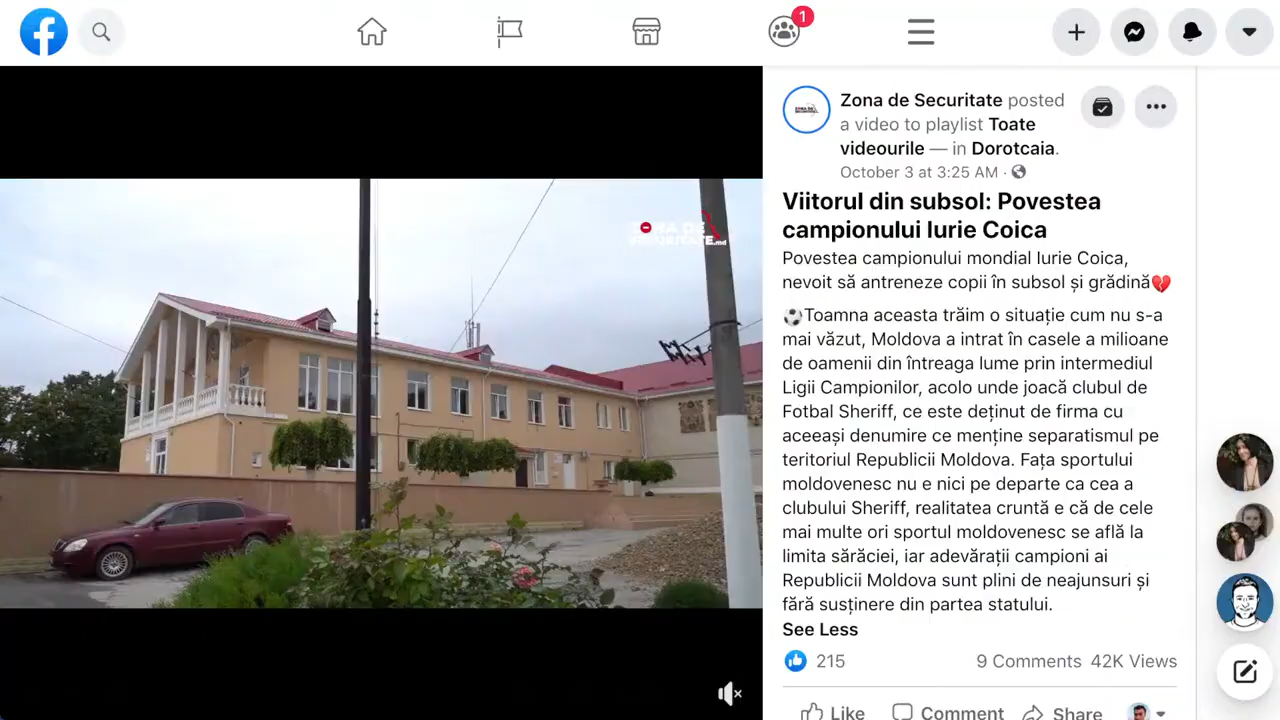 1
ZONA DE
SECURITATE.md
Zona de Securitate posted
a video to playlist Toate
videourile — in Dorotcaia.
October 3 at 3:25 AM ·
Viitorul din subsol: Povestea
campionului Iurie Coica
Povestea campionului mondial Iurie Coica,
nevoit să antreneze copii în subsol și grădină💔
⚽Toamna aceasta trăim o situație cum nu s-a
mai văzut, Moldova a intrat în casele a milioane
de oamenii din întreaga lume prin intermediul
Ligii Campionilor, acolo unde joacă clubul de
Fotbal Sheriff, ce este deținut de firma cu
aceeași denumire ce menține separatismul pe
teritoriul Republicii Moldova. Fața sportului
moldovenesc nu e nici pe departe ca cea a
clubului Sheriff, realitatea cruntă e că de cele
mai multe ori sportul moldovenesc se află la
limita sărăciei, iar adevărații campioni ai
Republicii Moldova sunt plini de neajunsuri și
fără susținere din partea statului.
See Less
215 9 Comments 42K Views
Like Comment Share